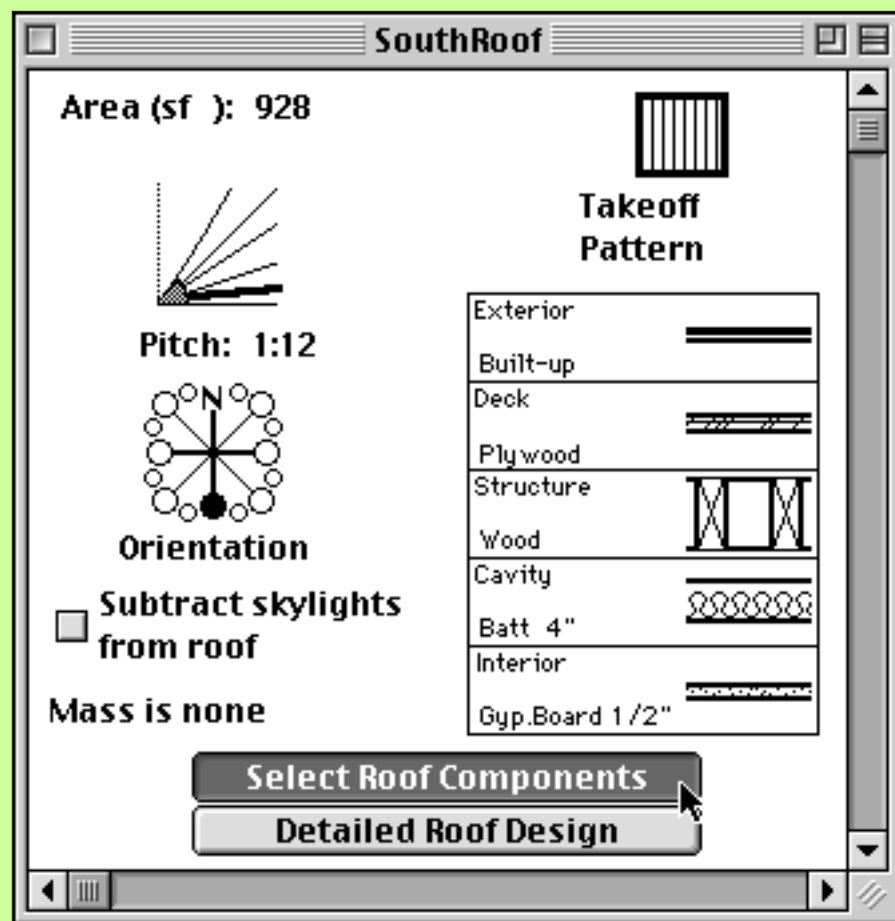 SouthRoof
Area (sf  ): 928
Takeoff
Pattern
Pitch: 1:12
N
Orientation
Subtract skylights
from roof
Mass is none
Exterior
Built-up
Deck
Plywood
Structure
Wood
Cavity
Batt 4"
Interior
Gyp.Board 1/2"
Select Roof Components
Detailed Roof Design